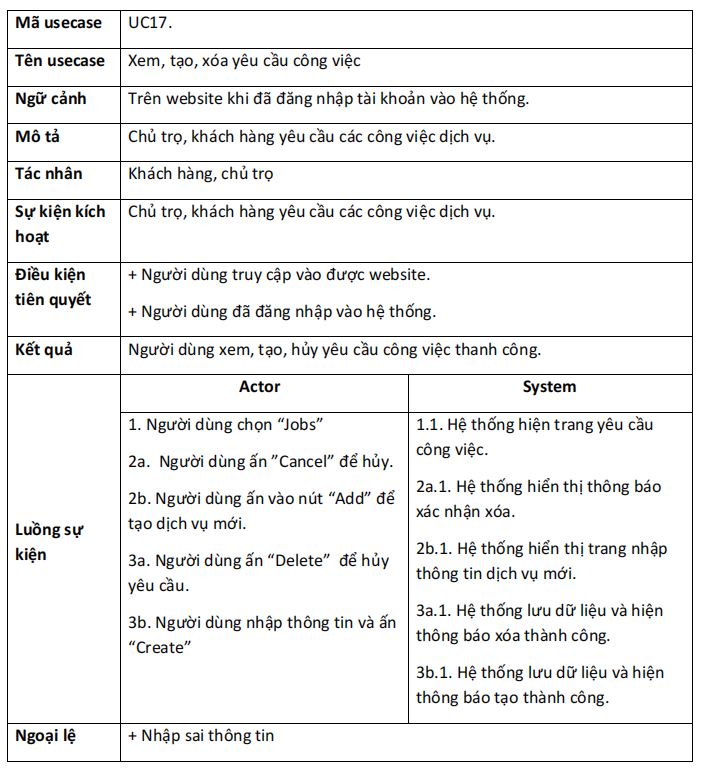 Mã usecase
UC17.
Tên usecase
Xem, tạo, xóa yêu cầu công việc
Ngữ cảnh
Trên website khi đã đăng nhập tài khoản vào hệ thống.
Mô tả
Chủ trọ, khách hàng yêu cầu các công việc dịch vụ.
Tác nhân
Khách hàng, chủ trọ
Sự kiện kích
hoạt
Chủ trọ, khách hàng yêu cầu các công việc dịch vụ.
Điều kiện
tiên quyết
+ Người dùng truy cập vào được website.
+ Người dùng đã đăng nhập vào hệ thống.
Kết quả
Người dùng xem, tạo, hủy yêu cầu công việc thanh công.
Luồng sự
kiện
Actor
1. Người dùng chọn “Jobs”
2a.  Người dùng ấn ”Cancel” để hủy.
2b. Người dùng ấn vào nút “Add” để
tạo dịch vụ mới.
3a. Người dùng ấn “Delete”  để hủy
yêu cầu.
3b. Người dùng nhập thông tin và ấn
“Create”
System
1.1. Hệ thống hiện trang yêu cầu
công việc.
2a.1. Hệ thống hiển thị thông báo
xác nhận xóa.
2b.1. Hệ thống hiển thị trang nhập
thông tin dịch vụ mới.
3a.1. Hệ thống lưu dữ liệu và hiện
thông báo xóa thành công.
3b.1. Hệ thống lưu dữ liệu và hiện
thông báo tạo thành công.
Ngoại lệ
+ Nhập sai thông tin